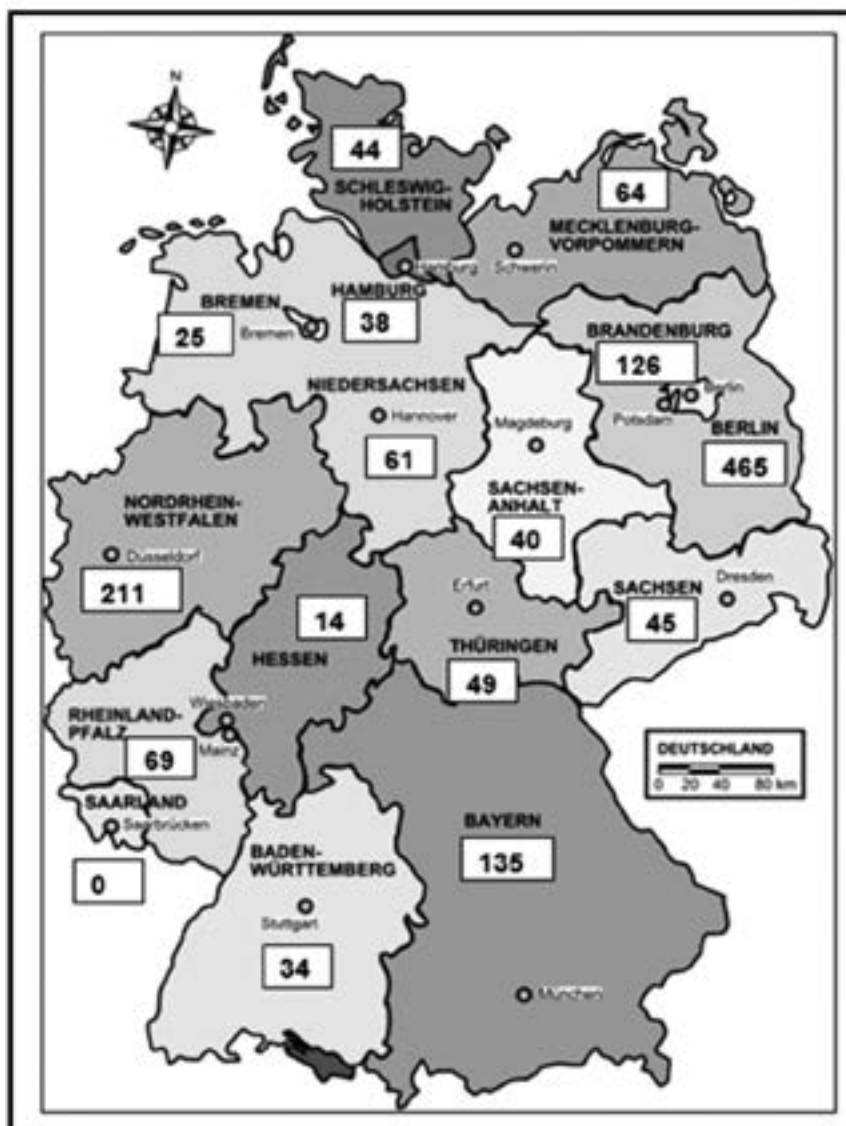 N
44
SCHLESWIG-
HOLSTEIN
64
MECKLENBURG-
VORPOMMERN
Hamburg
Schwerin
HAMBURG
38
BREMEN
25
Bremen
BRANDENBURG
126
Berlin
Potsdam
BERLIN
465
NIEDERSACHSEN
Hannover
61
Magdeburg
SACHSEN-
ANHALT
40
NORDRHEIN-
WESTFALEN
Düsseldorf
211
14
HESSEN
Erfurt
THÜRINGEN
49
SACHSEN
Dresden
45
Wiesbaden
RHEINLAND-
PFALZ
Mainz
69
SAARLAND
Saarbrücken
0
DEUTSCHLAND
0 20 40 80 km
BAYERN
135
BADEN-
WÜRTTEMBERG
Stuttgart
34
München